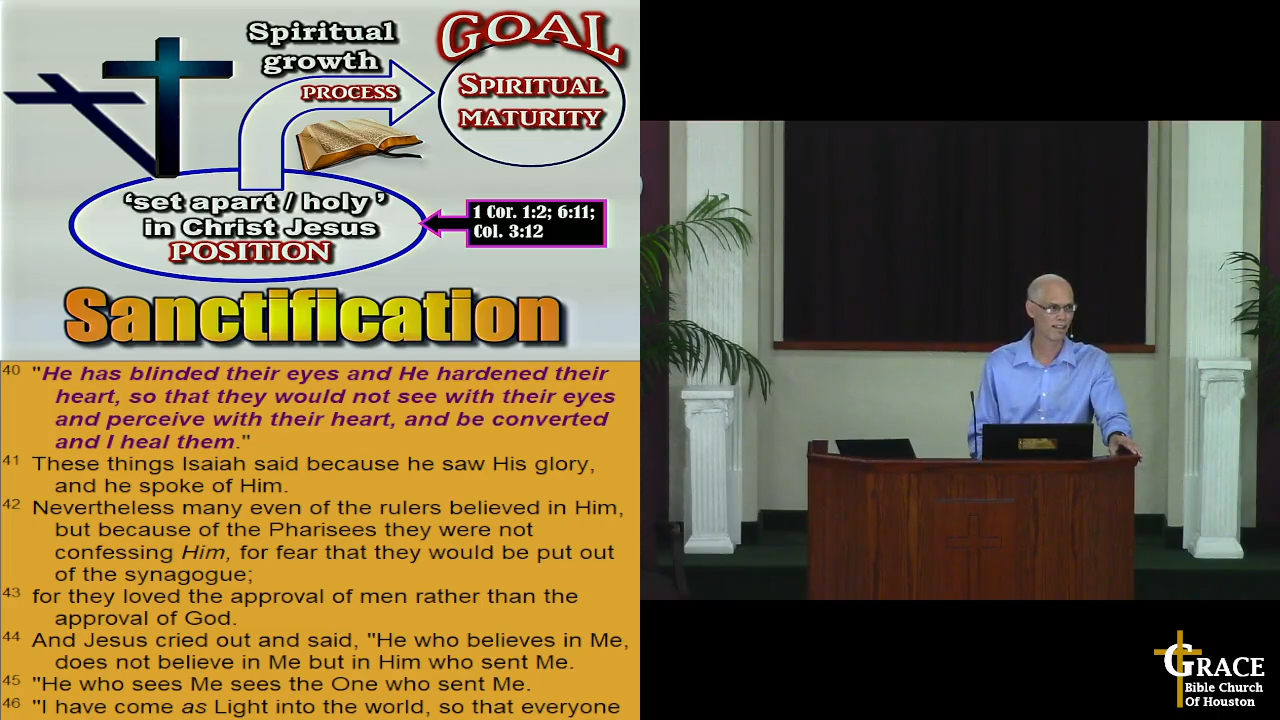 Spiritual
growth
PROCESS
GOAL
SPIRITUAL
MATURITY
‘set apart / holy ’
in Christ Jesus
POSITION
1 Cor. 1:2; 6:11;
Col. 3:12
Sanctification
40 "He has blinded their eyes and He hardened their
heart, so that they would not see with their eyes
and perceive with their heart, and be converted
and I heal them."
41 These things Isaiah said because he saw His glory,
and he spoke of Him.
42 Nevertheless many even of the rulers believed in Him,
but because of the Pharisees they were not
confessing Him, for fear that they would be put out
of the synagogue;
43 for they loved the approval of men rather than the
approval of God.
44 And Jesus cried out and said, "He who believes in Me,
does not believe in Me but in Him who sent Me.
45 "He who sees Me sees the One who sent Me.
46 "I have come as Light into the world, so that everyone
GRACE
Bible Church
Of Houston